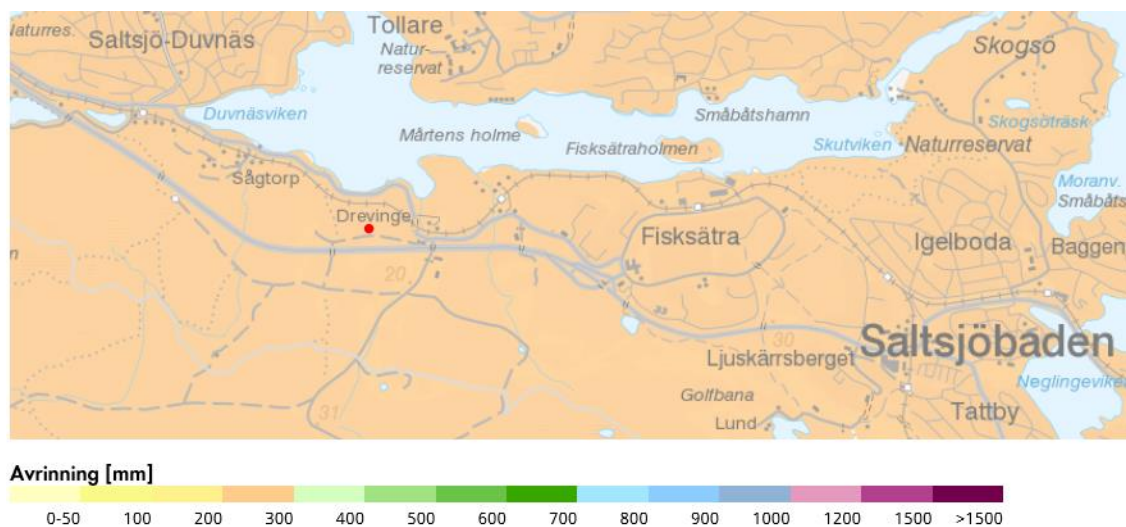 Naturres.
Saltsjö-Duvnäs
Tollare
Natur-
reservat
Skogsö
Duvnäsviken
Mårtens holme
Småbåtshamn
Fisksätraholmen
Skutviken
Skogsöträsk
Naturreservat
Moranv.
Småbåts
Sågtorp
Drevinge
Fisksätra
Igelboda
Baggen
20
33
30
Ljuskärrsberget
Saltsjöbaden
Neglingeviken
Golfbana
31
Lund
Tattby
Avrinning [mm]
0-50 100 200 300 400 500 600 700 800 900 1000 1200 1500 >1500